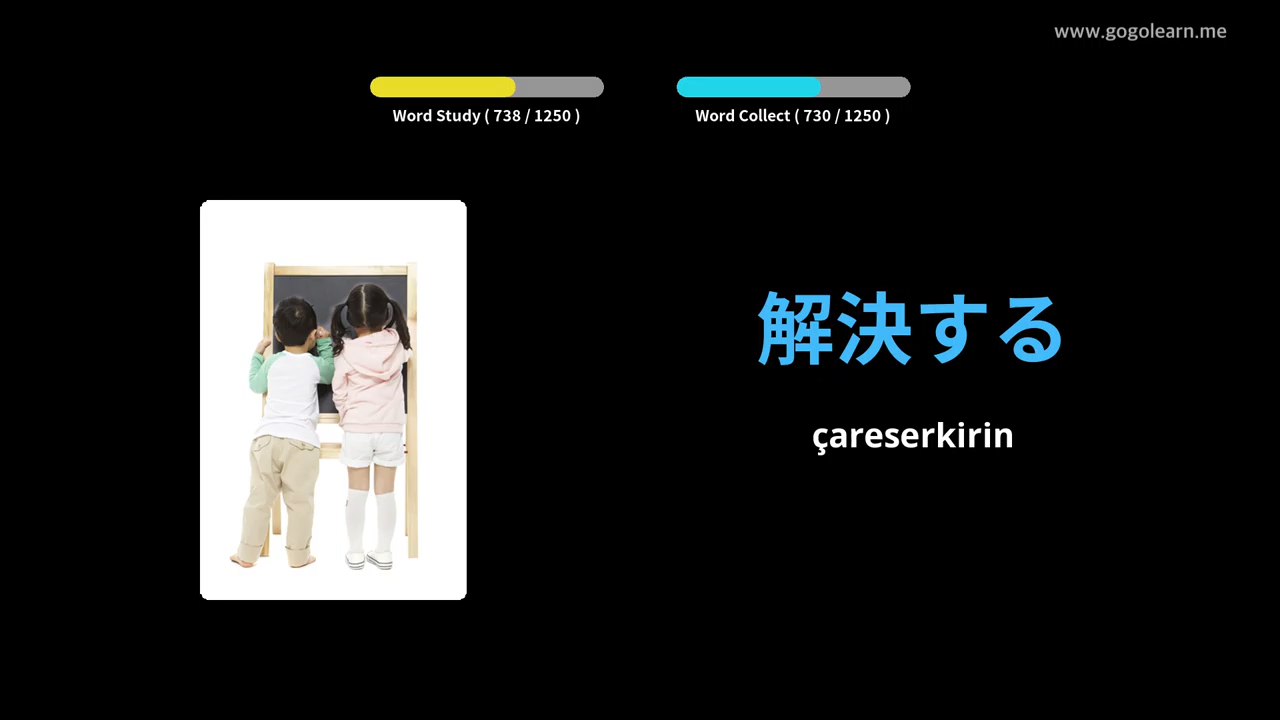 www.gogolearn.me
Word Study ( 738 / 1250 )
Word Collect ( 730 / 1250 )
解決する
çareserkirin